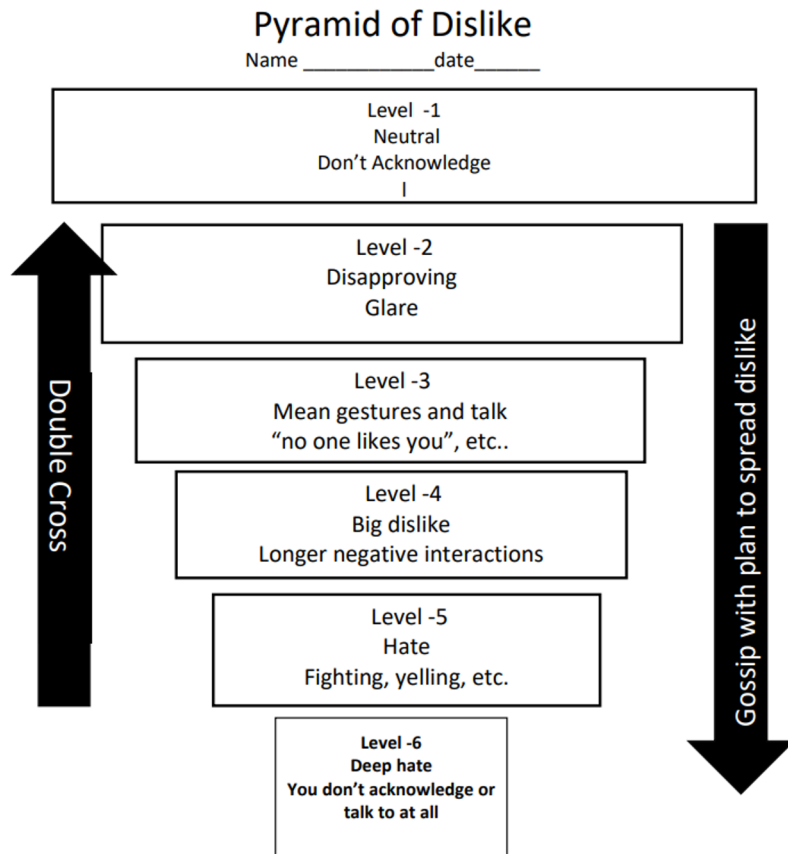 Pyramid of Dislike
Name ____________date______
Level -1
Neutral
Don’t Acknowledge
I
Level -2
Disapproving
Glare
Level -3
Mean gestures and talk
“no one likes you”, etc..
Level -4
Big dislike
Longer negative interactions
Level -5
Hate
Fighting, yelling, etc.
Level -6
Deep hate
You don’t acknowledge or
talk to at all
Double Cross
Gossip with plan to spread dislike